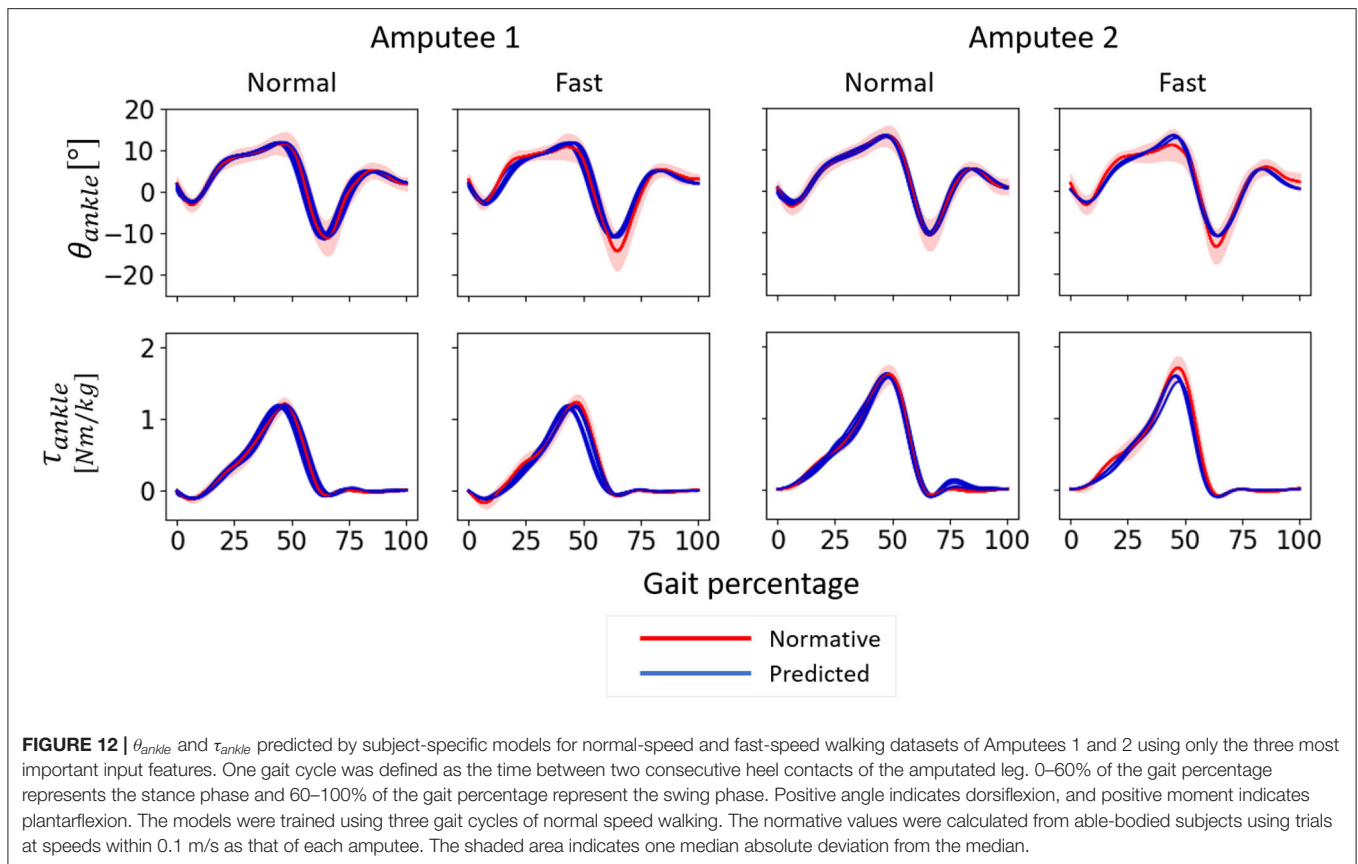 Amputee 1
Amputee 2
Normal
Fast
Normal
Fast
θankle [°]
20
10
0
−10
−20
τankle
[Nm/kg]
2
1
0
0 25 50 75 100
0 25 50 75 100
0 25 50 75 100
0 25 50 75 100
Gait percentage
Normative
Predicted
FIGURE 12 | θankle and τankle predicted by subject-specific models for normal-speed and fast-speed walking datasets of Amputees 1 and 2 using only the three most
important input features. One gait cycle was defined as the time between two consecutive heel contacts of the amputated leg. 0–60% of the gait percentage
represents the stance phase and 60–100% of the gait percentage represent the swing phase. Positive angle indicates dorsiflexion, and positive moment indicates
plantarflexion. The models were trained using three gait cycles of normal speed walking. The normative values were calculated from able-bodied subjects using trials
at speeds within 0.1 m/s as that of each amputee. The shaded area indicates one median absolute deviation from the median.